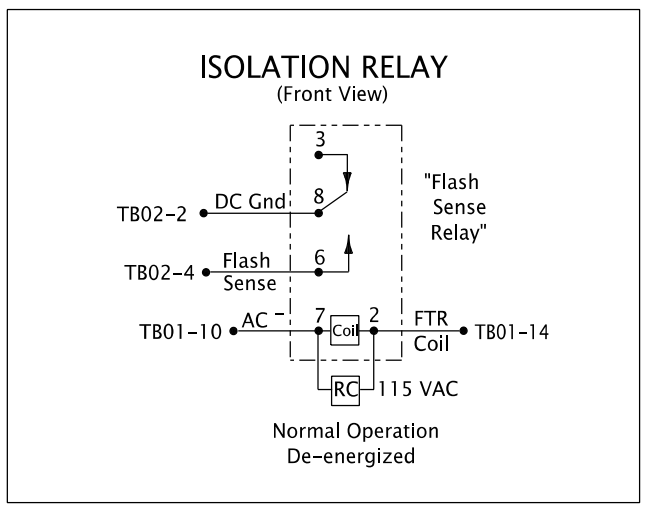 ISOLATION RELAY
(Front View)
3
"Flash
Sense
Relay"
TB02-2 DC Gnd 8
TB02-4 Flash 6
Sense
TB01-10 AC - 7 Coil 2 FTR TB01-14
Coil
RC 115 VAC
Normal Operation
De-energized